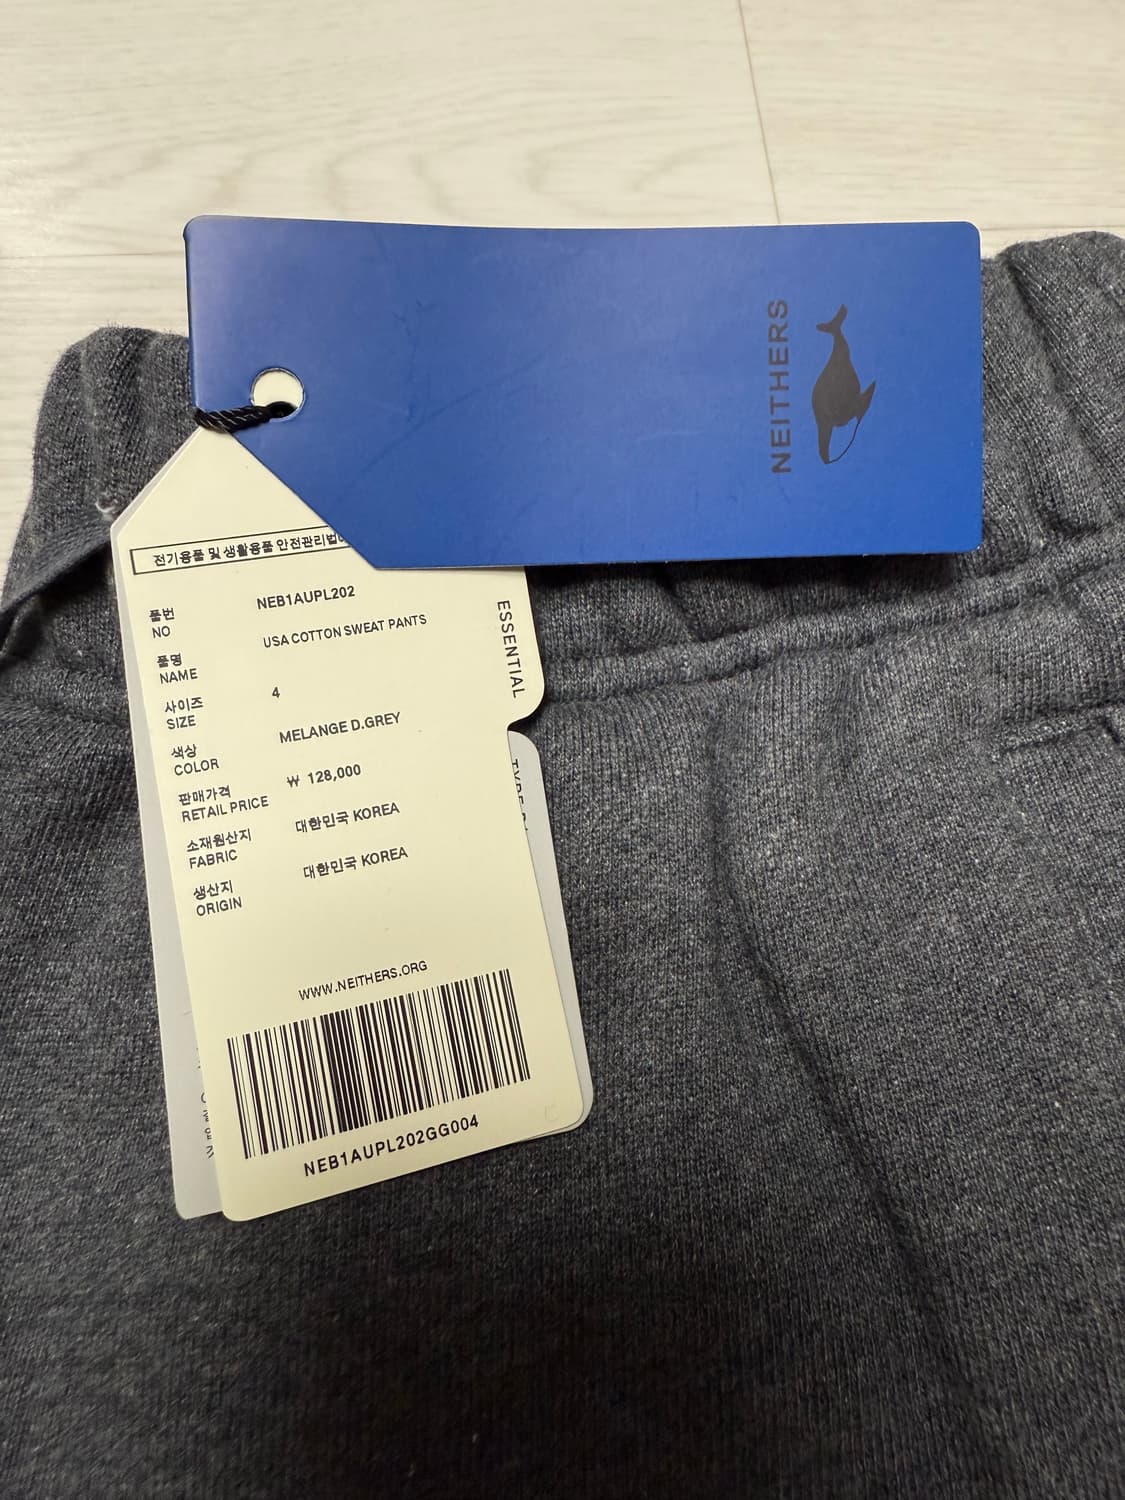 NEITHERS
전기용품 및 생활용품 안전관리법
품번 NEB1AUPL202
NO
품명 USA COTTON SWEAT PANTS
NAME
사이즈 4
SIZE
색상 MELANGE D.GREY
COLOR
판매가격 ₩ 128,000
RETAIL PRICE
소재원산지 대한민국 KOREA
FABRIC
생산지 대한민국 KOREA
ORIGIN
ESSENTIAL
WWW.NEITHERS.ORG
NEB1AUPL202GG004